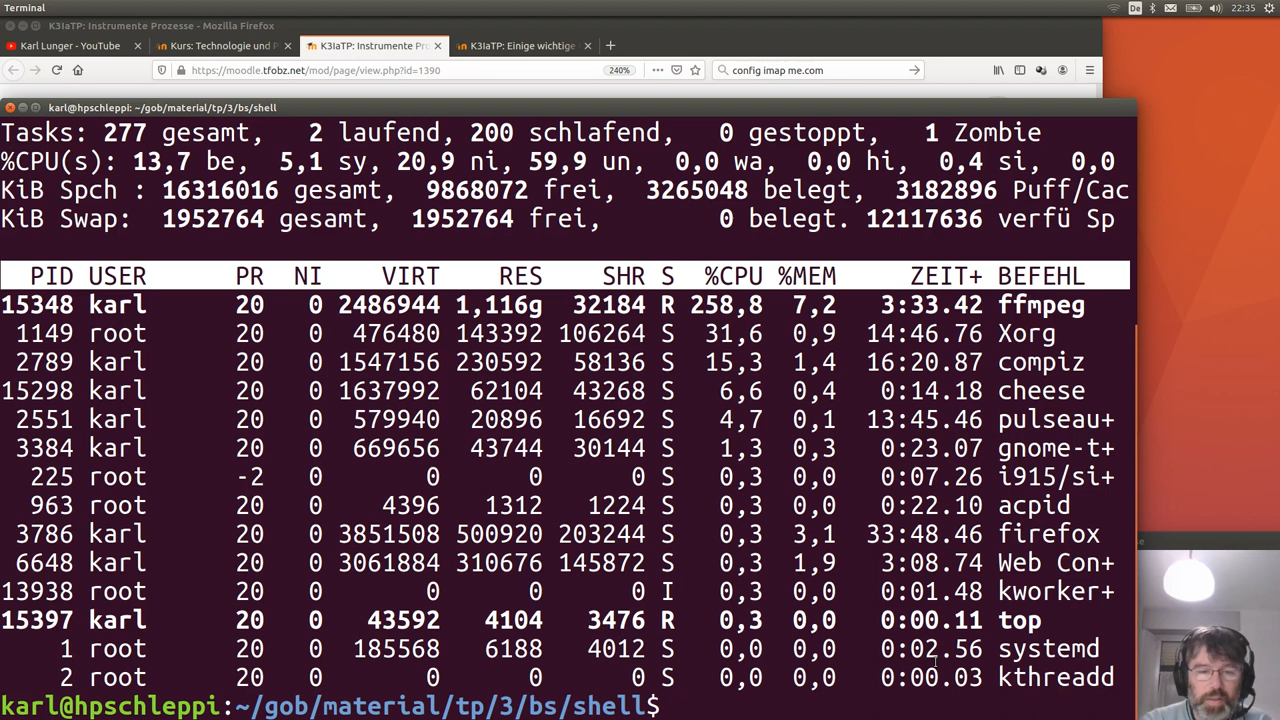 Terminal
De
22:35
K3IaTP: Instrumente Prozesse - Mozilla Firefox
Karl Lunger - YouTube
Kurs: Technologie und P
K3IaTP: Instrumente Pro
K3IaTP: Einige wichtige
https://moodle.tfobz.net/mod/page/view.php?id=1390
240%
config imap me.com
karl@hpschleppi: ~/gob/material/tp/3/bs/shell
Tasks: 277 gesamt, 2 laufend, 200 schlafend, 0 gestoppt, 1 Zombie
%CPU(s): 13,7 be, 5,1 sy, 20,9 ni, 59,9 un, 0,0 wa, 0,0 hi, 0,4 si, 0,0
KiB Spch : 16316016 gesamt, 9868072 frei, 3265048 belegt, 3182896 Puff/Cac
KiB Swap: 1952764 gesamt, 1952764 frei, 0 belegt. 12117636 verfü Sp
PID USER PR NI VIRT RES SHR S %CPU %MEM ZEIT+ BEFEHL
15348 karl 20 0 2486944 1,116g 32184 R 258,8 7,2 3:33.42 ffmpeg
1149 root 20 0 476480 143392 106264 S 31,6 0,9 14:46.76 Xorg
2789 karl 20 0 1547156 230592 58136 S 15,3 1,4 16:20.87 compiz
15298 karl 20 0 1637992 62104 43268 S 6,6 0,4 0:14.18 cheese
2551 karl 20 0 579940 20896 16692 S 4,7 0,1 13:45.46 pulseau+
3384 karl 20 0 669656 43744 30144 S 1,3 0,3 0:23.07 gnome-t+
225 root -2 0 0 0 0 S 0,3 0,0 0:07.26 i915/si+
963 root 20 0 4396 1312 1224 S 0,3 0,0 0:22.10 acpid
3786 karl 20 0 3851508 500920 203244 S 0,3 3,1 33:48.46 firefox
6648 karl 20 0 3061884 310676 145872 S 0,3 1,9 3:08.74 Web Con+
13938 root 20 0 0 0 0 I 0,3 0,0 0:01.48 kworker+
15397 karl 20 0 43592 4104 3476 R 0,3 0,0 0:00.11 top
1 root 20 0 185568 6188 4012 S 0,0 0,0 0:02.56 systemd
2 root 20 0 0 0 0 S 0,0 0,0 0:00.03 kthreadd
karl@hpschleppi:~/gob/material/tp/3/bs/shell$